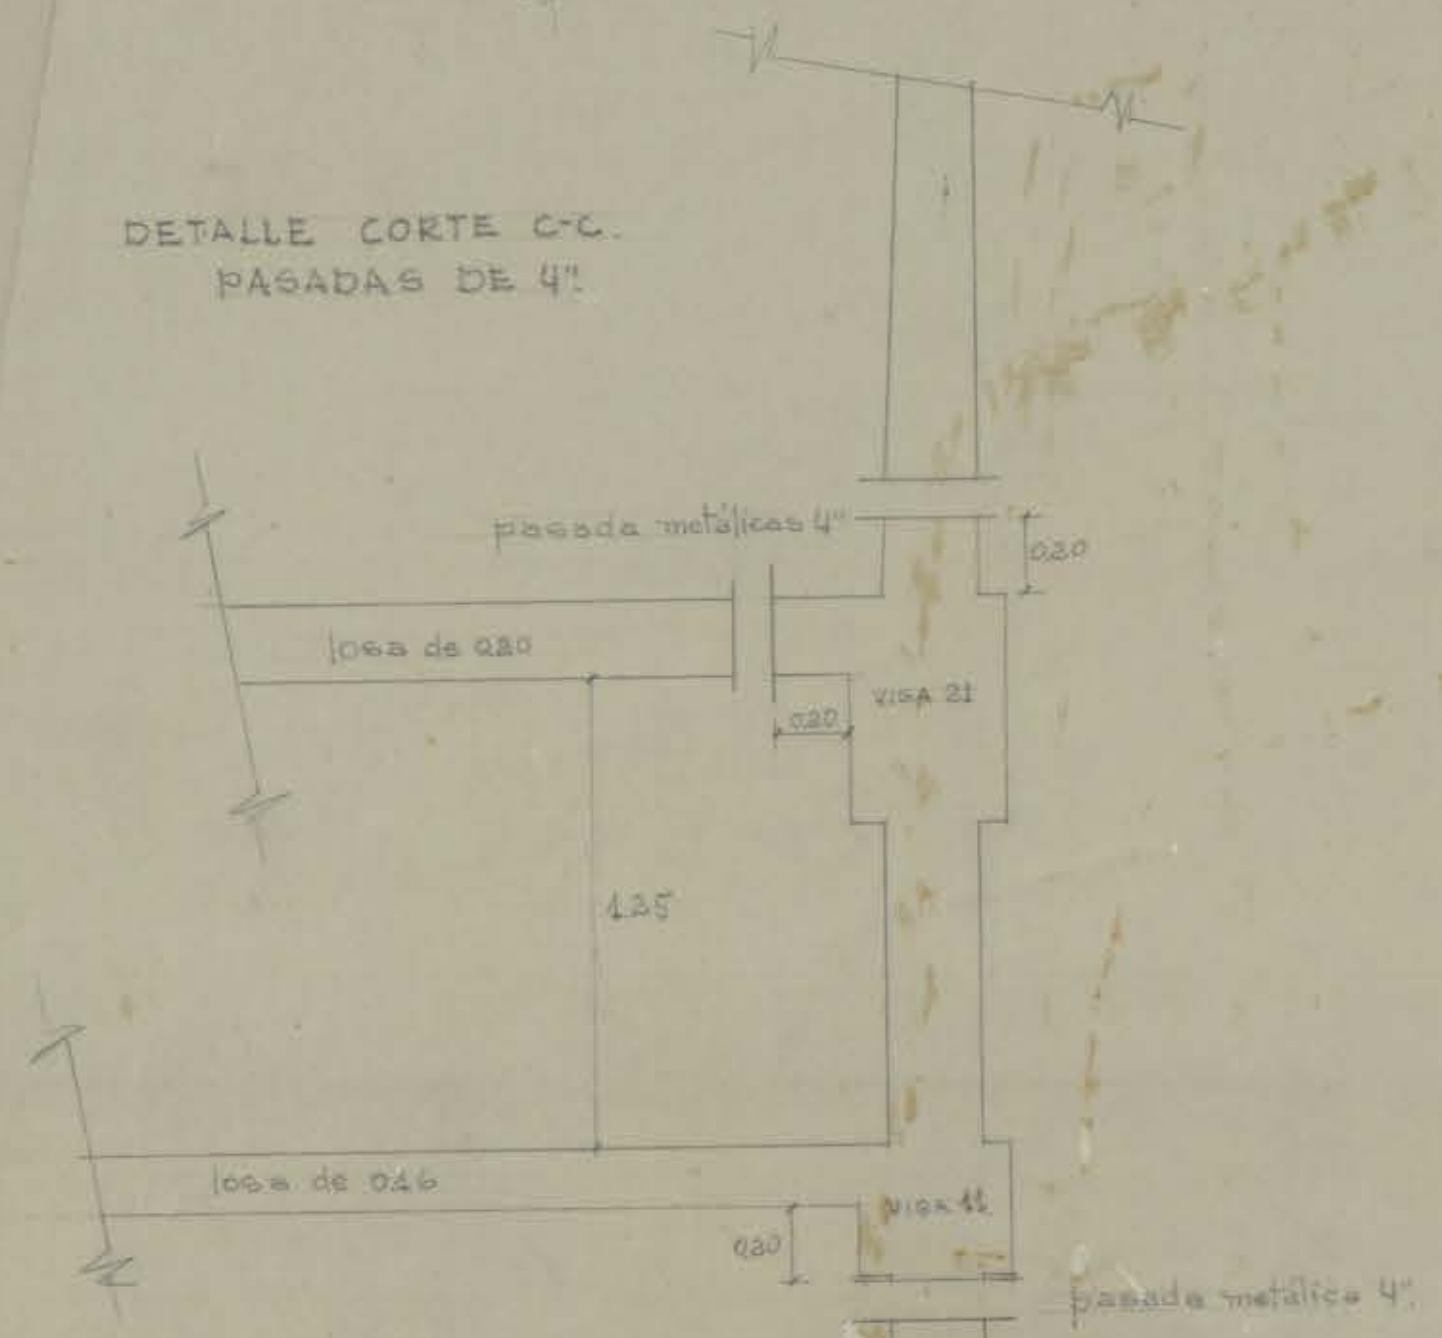 DETALLE CORTE C-C.
PASADAS DE 4".
pasada metálicas 4"
0.20
losa de 0.20
VIGA 21
0.20
1.25
losa de 0.16
VIGA 11
0.20
pasada metálica 4".